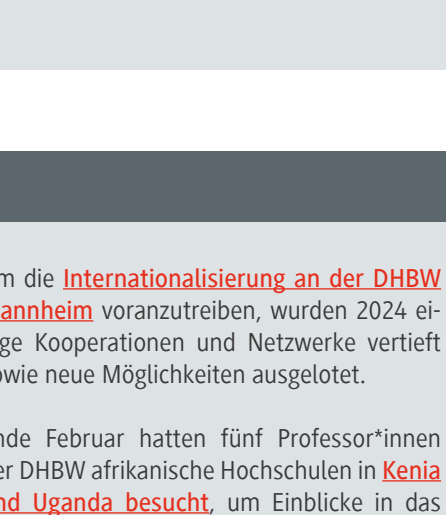 m die Internationalisierung an der DHBW
annheim voranzutreiben, wurden 2024 ei-
ge Kooperationen und Netzwerke vertieft
owie neue Möglichkeiten ausgelotet.
nde Februar hatten fünf Professor*innen
er DHBW afrikanische Hochschulen in Kenia
nd Uganda besucht, um Einblicke in das